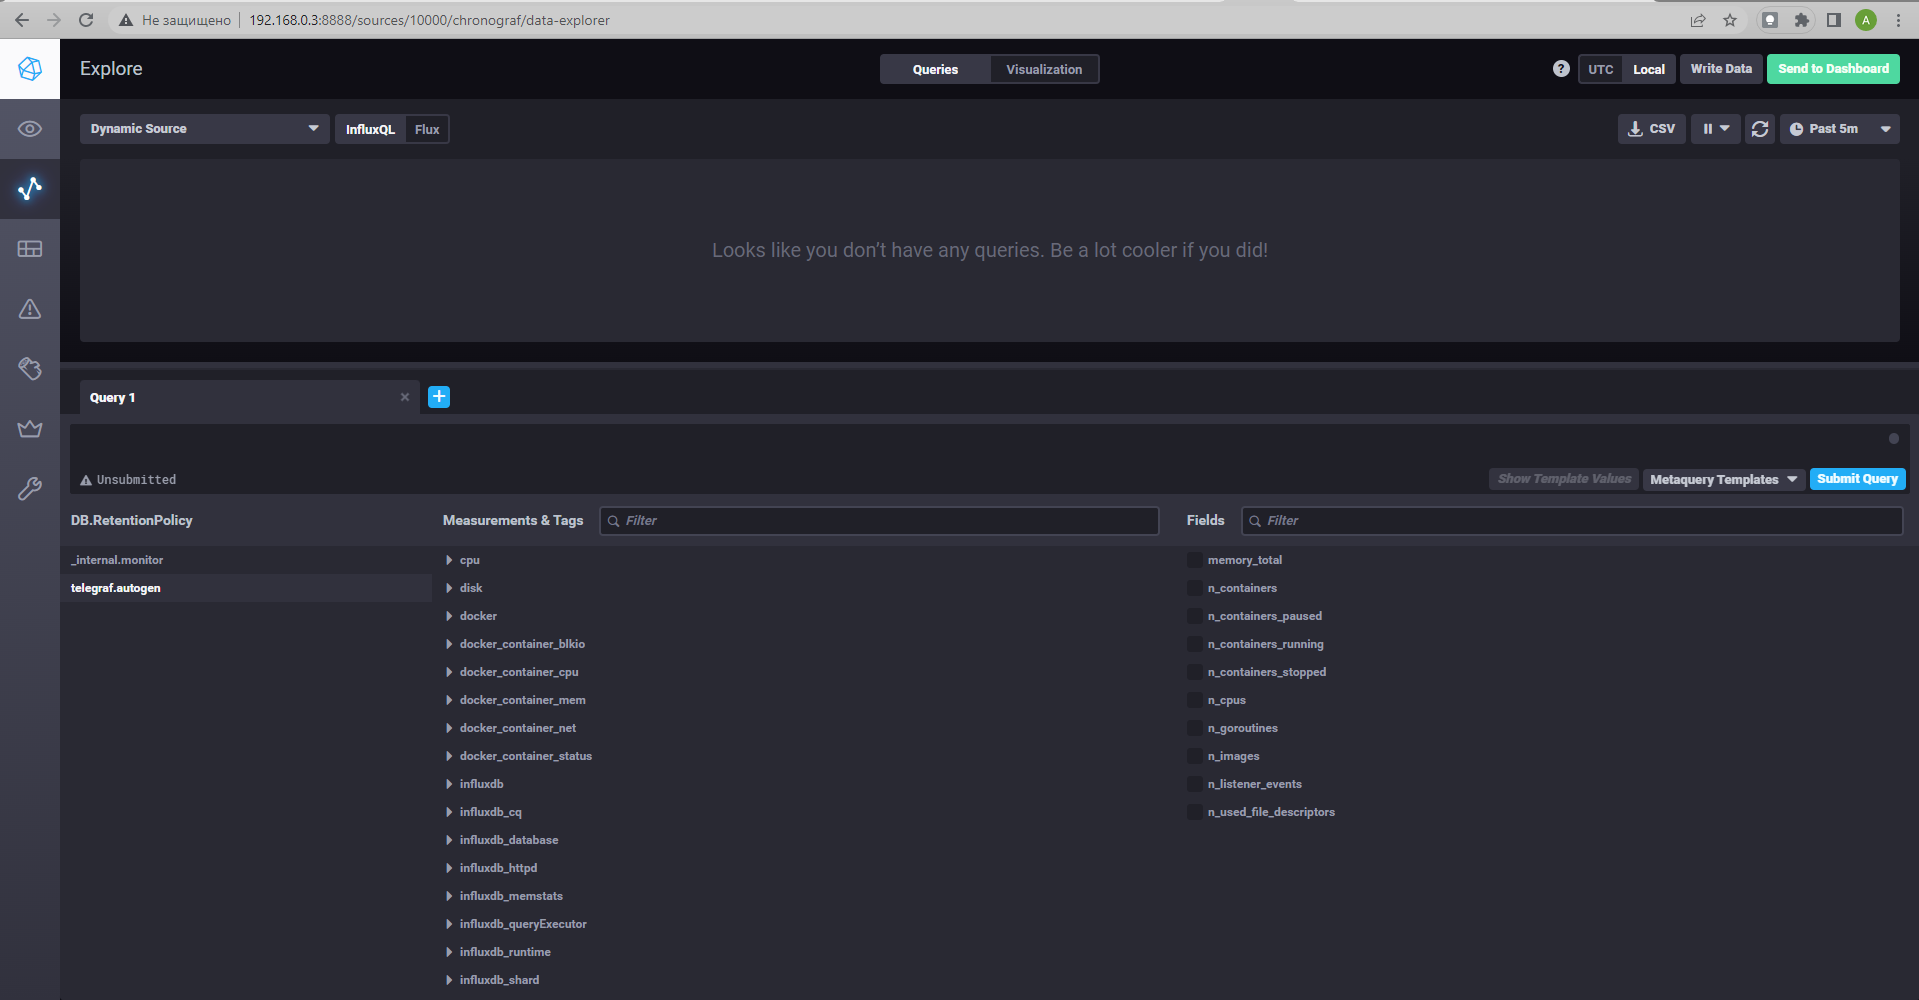 Не защищено
192.168.0.3:8888/sources/10000/chronograf/data-explorer
A
Explore
Queries
Visualization
?
UTC
Local
Write Data
Send to Dashboard
Dynamic Source
InfluxQL
Flux
CSV
Past 5m
Looks like you don’t have any queries. Be a lot cooler if you did!
Query 1
Unsubmitted
Show Template Values
Metaquery Templates
Submit Query
DB.RetentionPolicy
_internal.monitor
telegraf.autogen
Measurements & Tags
Filter
cpu
disk
docker
docker_container_blkio
docker_container_cpu
docker_container_mem
docker_container_net
docker_container_status
influxdb
influxdb_cq
influxdb_database
influxdb_httpd
influxdb_memstats
influxdb_queryExecutor
influxdb_runtime
influxdb_shard
Fields
Filter
memory_total
n_containers
n_containers_paused
n_containers_running
n_containers_stopped
n_cpus
n_goroutines
n_images
n_listener_events
n_used_file_descriptors